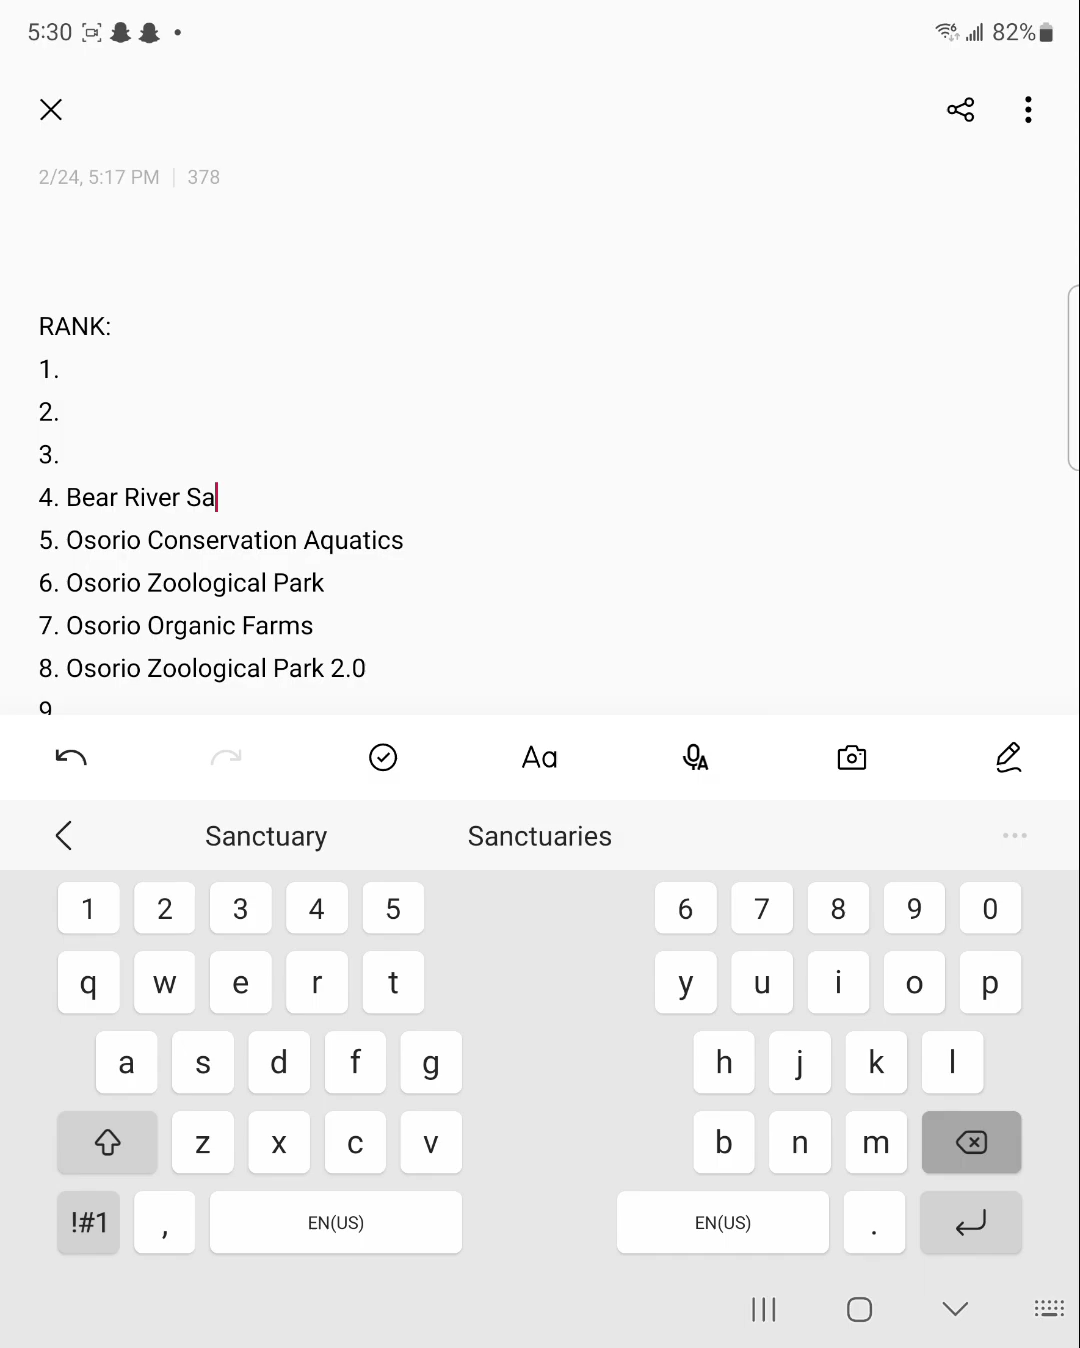 5:30 82%
2/24, 5:17 PM | 378
RANK:
1.
2.
3.
4. Bear River Sa
5. Osorio Conservation Aquatics
6. Osorio Zoological Park
7. Osorio Organic Farms
8. Osorio Zoological Park 2.0
9
Aa
Sanctuary Sanctuaries
1 2 3 4 5 6 7 8 9 0
q w e r t y u i o p
a s d f g h j k l
z x c v b n m
!#1 , EN(US) EN(US) .